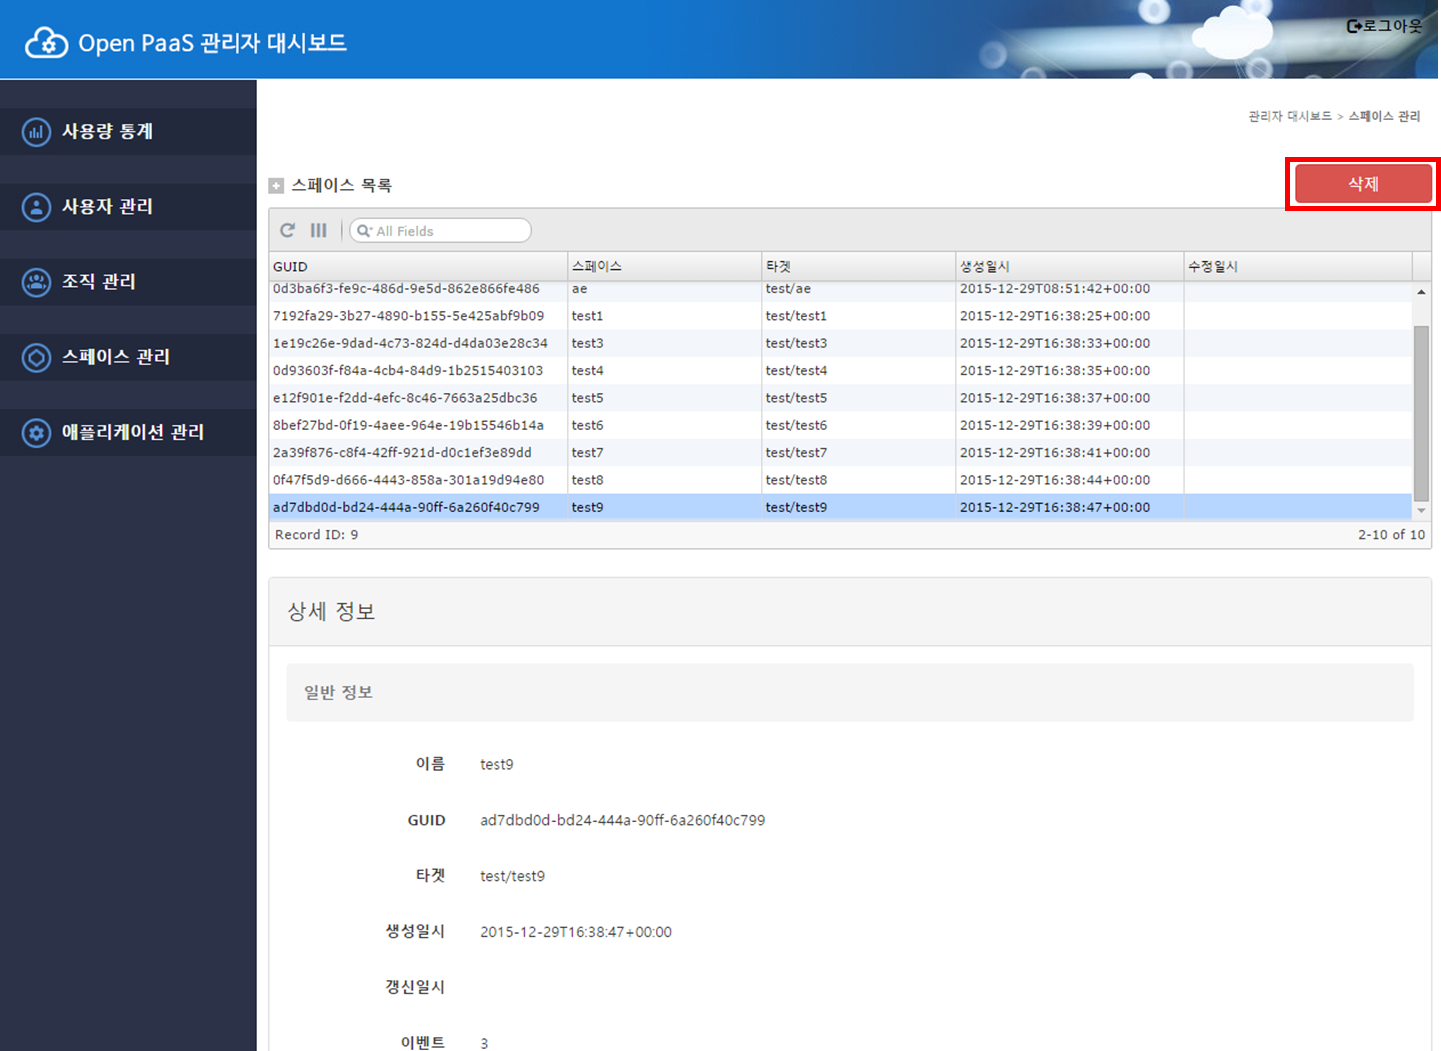 Open PaaS 관리자 대시보드
로그아웃
사용량 통계
사용자 관리
조직 관리
스페이스 관리
애플리케이션 관리
관리자 대시보드 > 스페이스 관리
스페이스 목록
삭제
All Fields
GUID 스페이스 타겟 생성일시 수정일시
0d3ba6f3-fe9c-486d-9e5d-862e866fe486 ae test/ae 2015-12-29T08:51:42+00:00
7192fa29-3b27-4890-b155-5e425abf9b09 test1 test/test1 2015-12-29T16:38:25+00:00
1e19c26e-9dad-4c73-824d-d4da03e28c34 test3 test/test3 2015-12-29T16:38:33+00:00
0d93603f-f84a-4cb4-84d9-1b2515403103 test4 test/test4 2015-12-29T16:38:35+00:00
e12f901e-f2dd-4efc-8c46-7663a25dbc36 test5 test/test5 2015-12-29T16:38:37+00:00
8bef27bd-0f19-4aee-964e-19b15546b14a test6 test/test6 2015-12-29T16:38:39+00:00
2a39f876-c8f4-42ff-921d-d0c1ef3e89dd test7 test/test7 2015-12-29T16:38:41+00:00
0f47f5d9-d666-4443-858a-301a19d94e80 test8 test/test8 2015-12-29T16:38:44+00:00
ad7dbd0d-bd24-444a-90ff-6a260f40c799 test9 test/test9 2015-12-29T16:38:47+00:00
Record ID: 9 2-10 of 10
상세 정보
일반 정보
이름 test9
GUID ad7dbd0d-bd24-444a-90ff-6a260f40c799
타겟 test/test9
생성일시 2015-12-29T16:38:47+00:00
갱신일시
이벤트 3